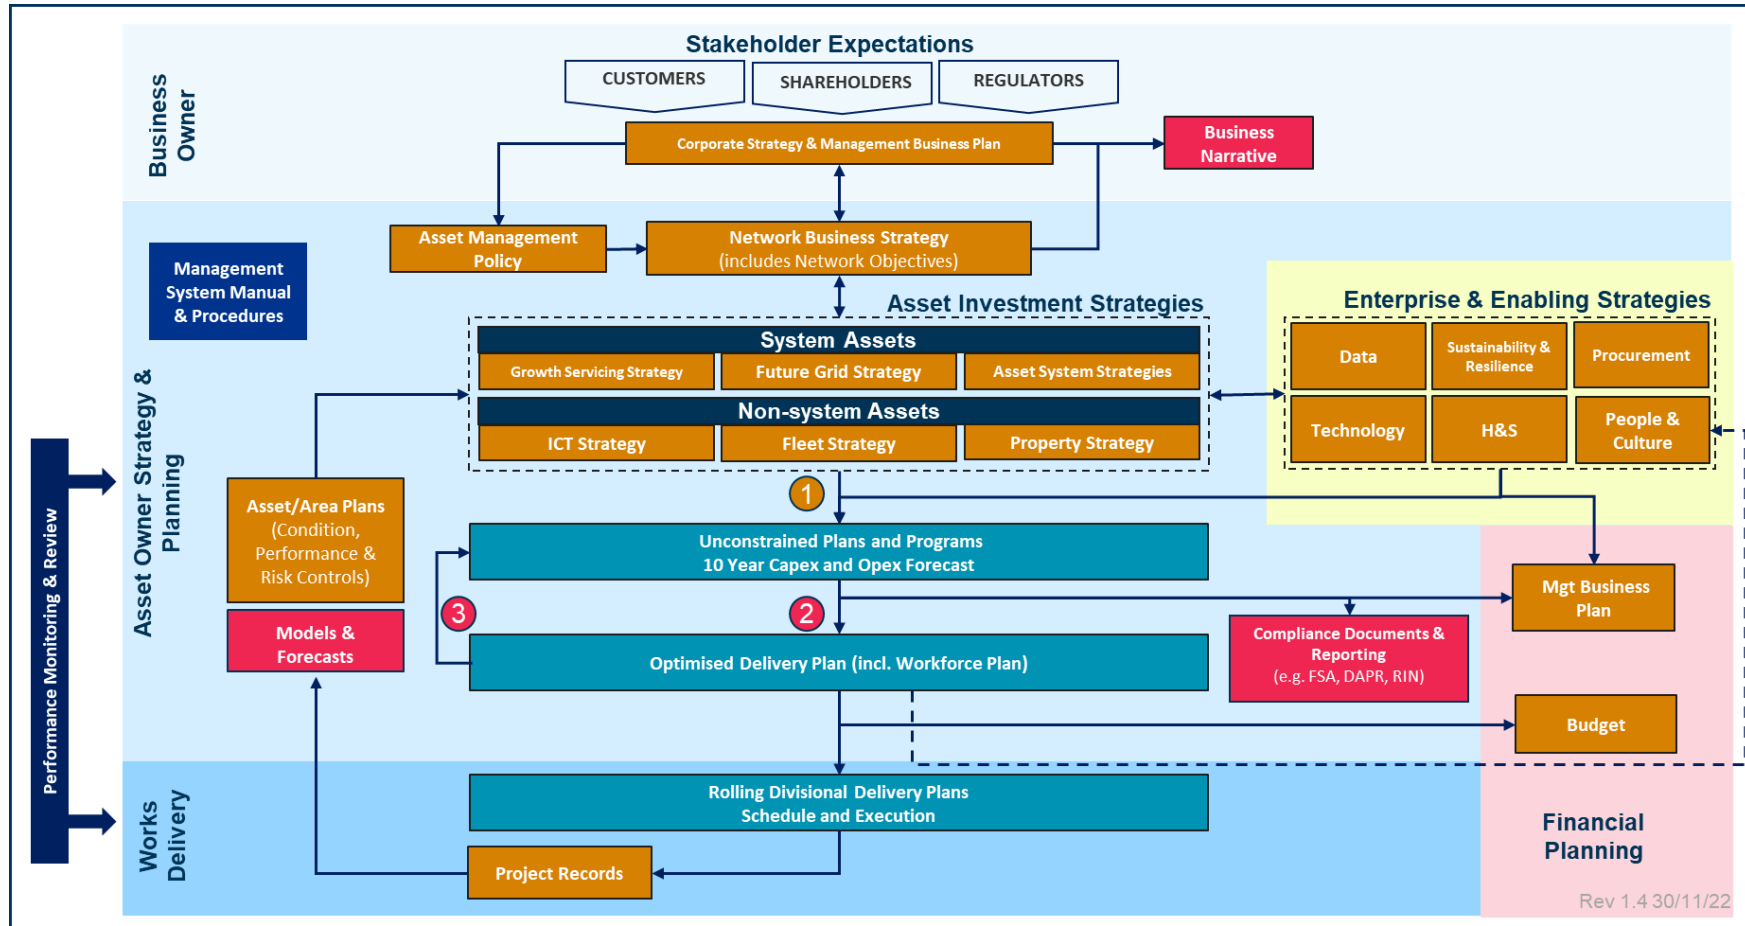 Stakeholder Expectations
CUSTOMERS
SHAREHOLDERS
REGULATORS
Business
Owner
Corporate Strategy & Management Business Plan
Business
Narrative
Asset Management
Policy
Network Business Strategy
(includes Network Objectives)
Management
System Manual
& Procedures
Asset Investment Strategies
Enterprise & Enabling Strategies
System Assets
Growth Servicing Strategy
Future Grid Strategy
Asset System Strategies
Non-system Assets
ICT Strategy
Fleet Strategy
Property Strategy
Data
Sustainability &
Resilience
Procurement
Technology
H&S
People &
Culture
Asset Owner Strategy &
Planning
Performance Monitoring & Review
Asset/Area Plans
(Condition,
Performance &
Risk Controls)
Models &
Forecasts
1
Unconstrained Plans and Programs
10 Year Capex and Opex Forecast
3
2
Optimised Delivery Plan (incl. Workforce Plan)
Compliance Documents &
Reporting
(e.g. FSA, DAPR, RIN)
Mgt Business
Plan
Budget
Works
Delivery
Rolling Divisional Delivery Plans
Schedule and Execution
Project Records
Financial
Planning
Rev 1.4 30/11/22